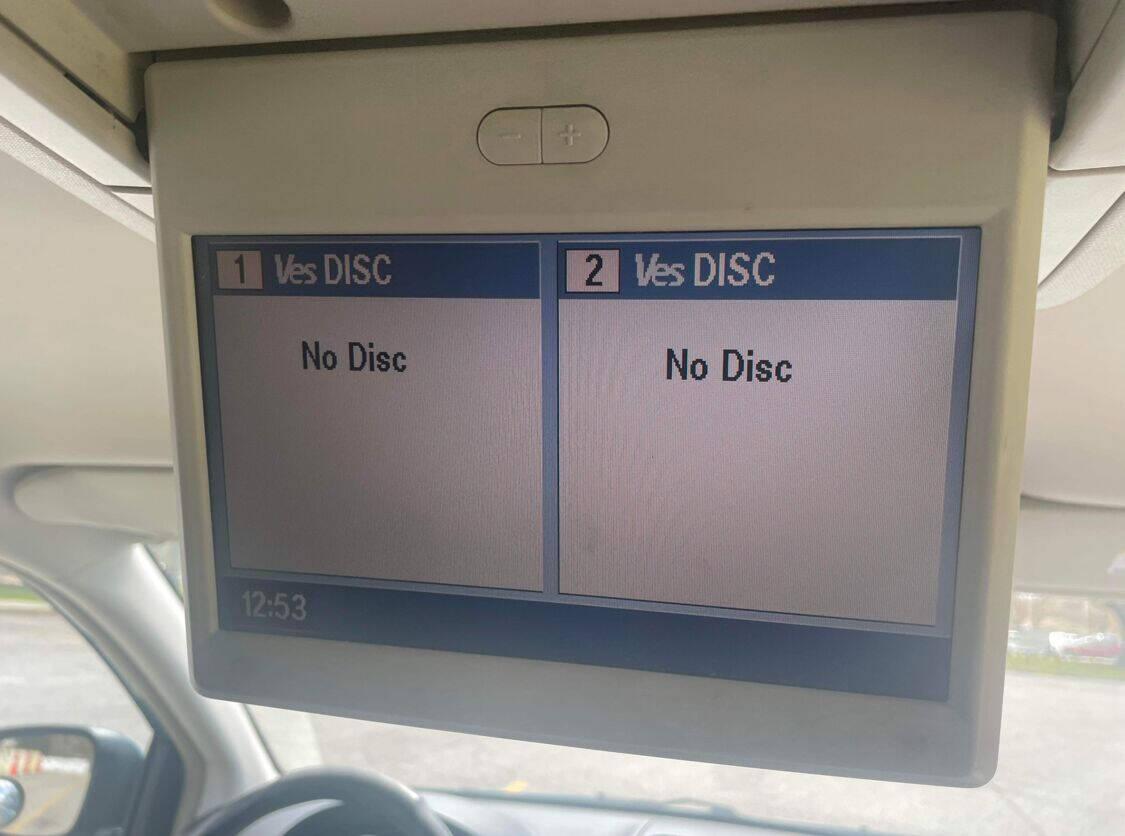 − +
1 Ves DISC
2 Ves DISC
No Disc
No Disc
12:53